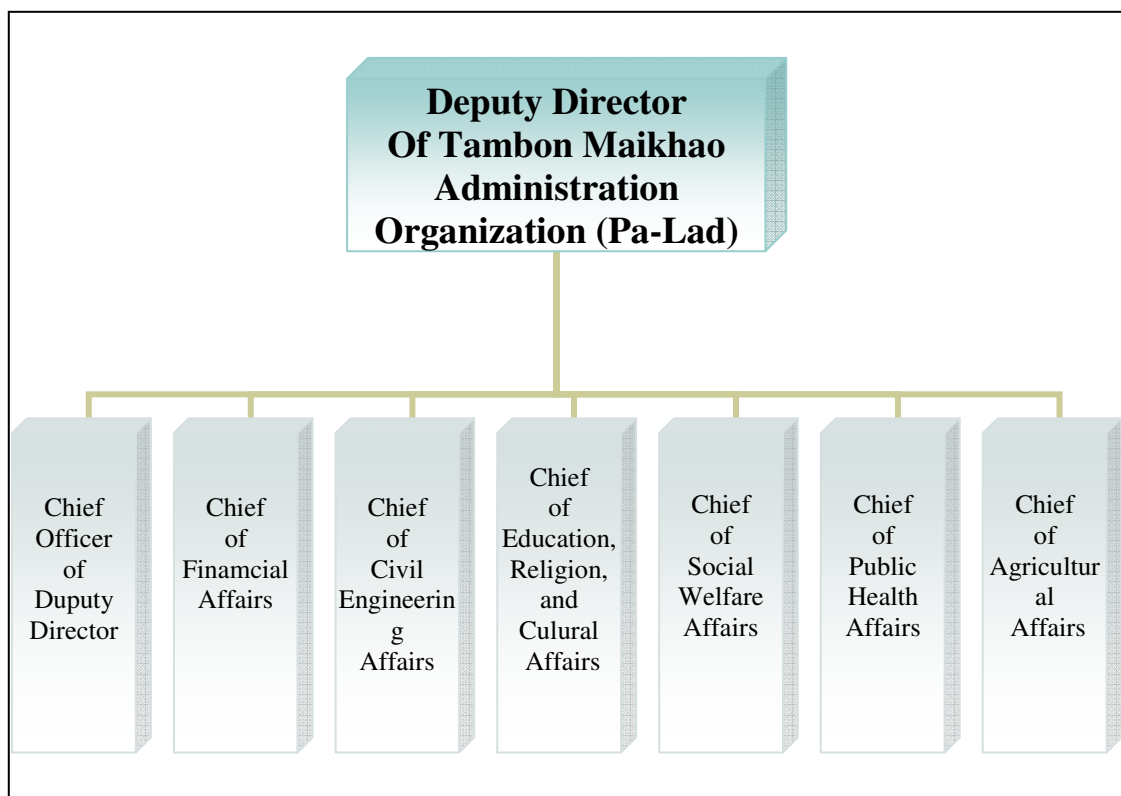 Deputy Director
Of Tambon Maikhao
Administration
Organization (Pa-Lad)
Chief
Officer
of
Duputy
Director
Chief
of
Finamcial
Affairs
Chief
of
Civil
Engineerin
g
Affairs
Chief
of
Education,
Religion,
and
Culural
Affairs
Chief
of
Social
Welfare
Affairs
Chief
of
Public
Health
Affairs
Chief
of
Agricultur
al
Affairs